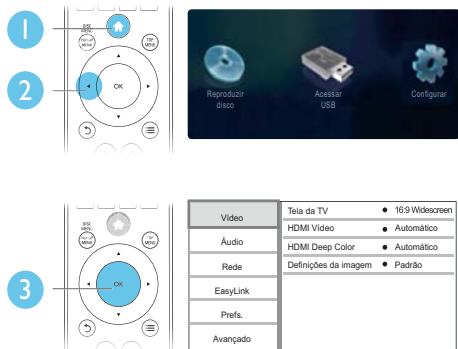 1
DISC
MENU
POP-UP
MENU
TOP
MENU
2
OK
Reproduzir
disco
Acessar
USB
Configurar
DISC
MENU
POP-UP
MENU
TOP
MENU
3
OK
Vídeo
Áudio
Rede
EasyLink
Prefs.
Avançado
Tela da TV ● 16:9 Widescreen
HDMI Vídeo ● Automático
HDMI Deep Color ● Automático
Definições da imagem ● Padrão